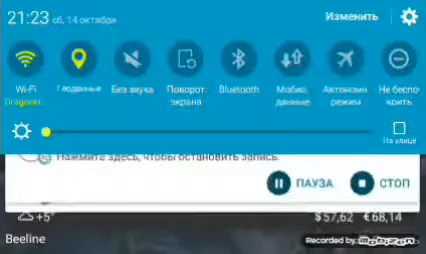 21:23 сб, 14 октября
Изменить
Wi-Fi
Геоданные
Без звука
Поворот экрана
Bluetooth
Мобил. данные
Автономн. режим
Не беспо- коить
На улице
Нажмите здесь, чтобы остановить запись.
ПАУЗА
СТОП
+5°
$57,62 €68,14
Beeline
Recorded by mobizen